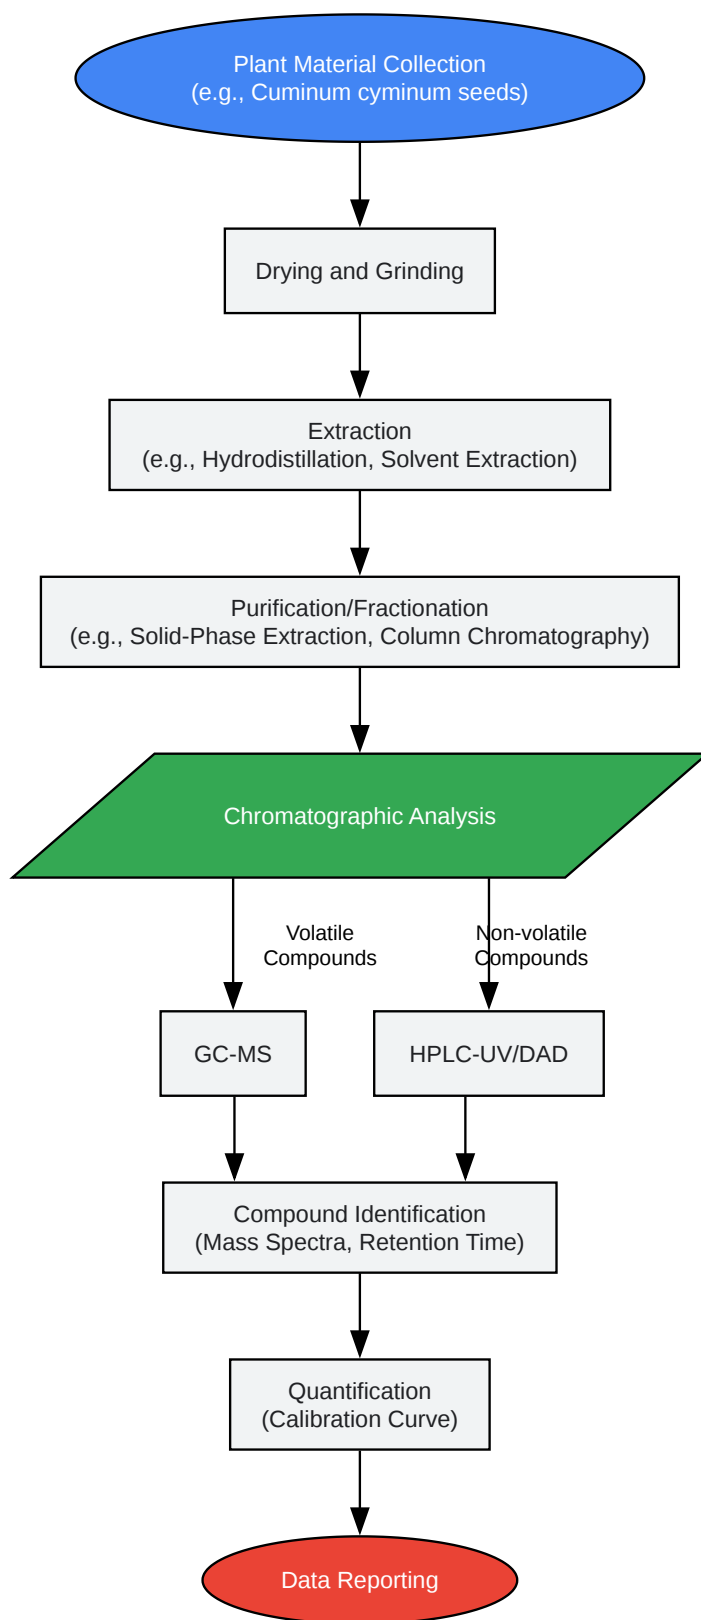 Plant Material Collection
(e.g., Cuminum cyminum seeds)
Drying and Grinding
Extraction
(e.g., Hydrodistillation, Solvent Extraction)
Purification/Fractionation
(e.g., Solid-Phase Extraction, Column Chromatography)
Chromatographic Analysis
Volatile
Compounds
Non-volatile
Compounds
GC-MS
HPLC-UV/DAD
Compound Identification
(Mass Spectra, Retention Time)
Quantification
(Calibration Curve)
Data Reporting